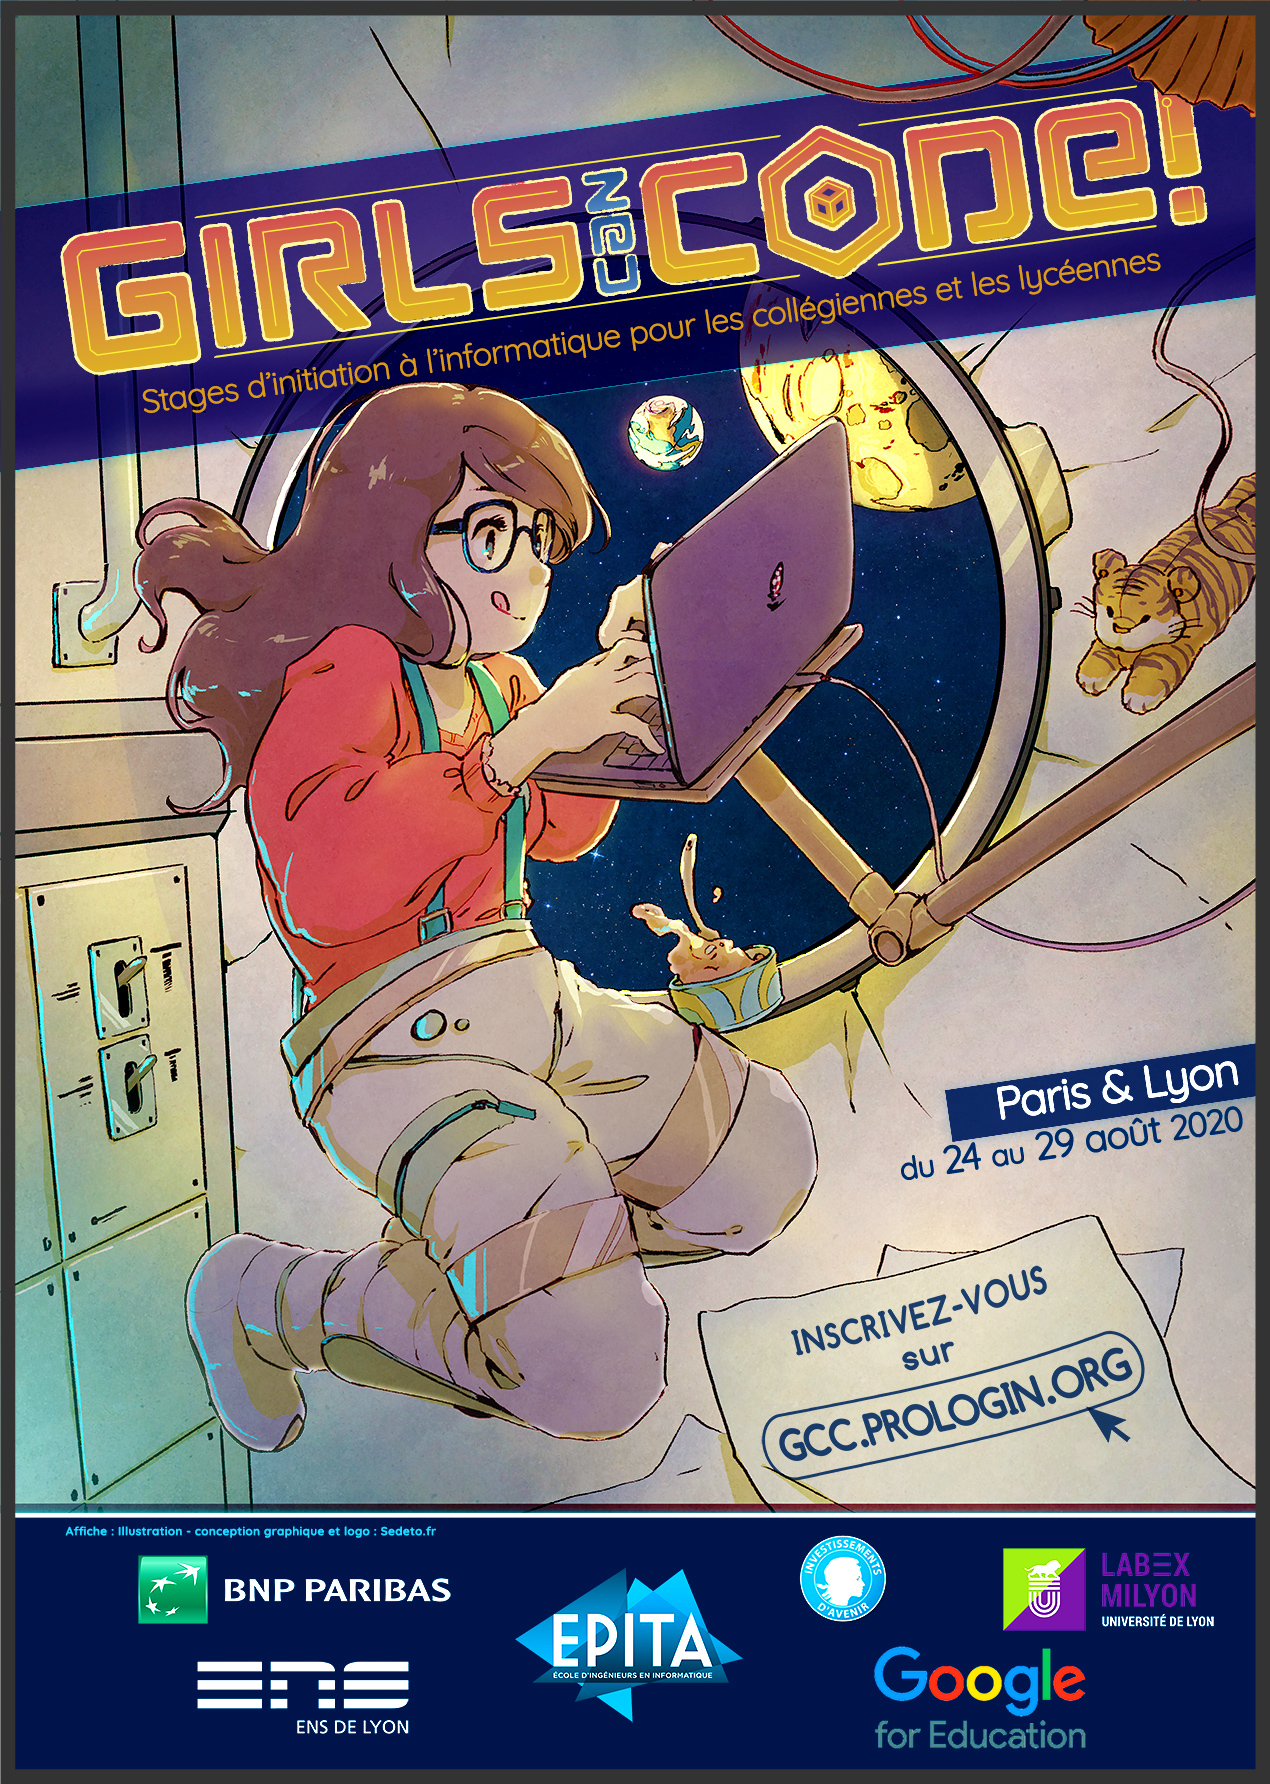 GIRLS CAN CODE!
Stages d'initiation à l'informatique pour les collégiennes et les lycéennes
Paris & Lyon
du 24 au 29 août 2020
INSCRIVEZ-VOUS
sur
GCC.PROLOGIN.ORG
Affiche : Illustration - conception graphique et logo : Sedeto.fr
BNP PARIBAS
ENS
ENS DE LYON
EPITA
ÉCOLE D'INGÉNIEURS EN INFORMATIQUE
INVESTISSEMENTS
D'AVENIR
LABEX
MILYON
UNIVERSITÉ DE LYON
Google
for Education